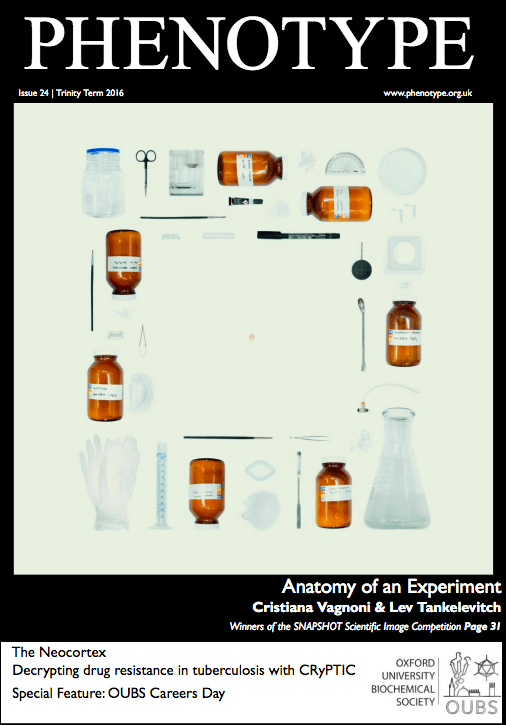 PHENOTYPE
Issue 24 | Trinity Term 2016
www.phenotype.org.uk
Anatomy of an Experiment
Cristiana Vagnoni & Lev Tankelevitch
Winners of the SNAPSHOT Scientific Image Competition Page 31
The Neocortex
Decrypting drug resistance in tuberculosis with CRyPTIC
Special Feature: OUBS Careers Day
OXFORD
UNIVERSITY
BIOCHEMICAL
SOCIETY
OUBS